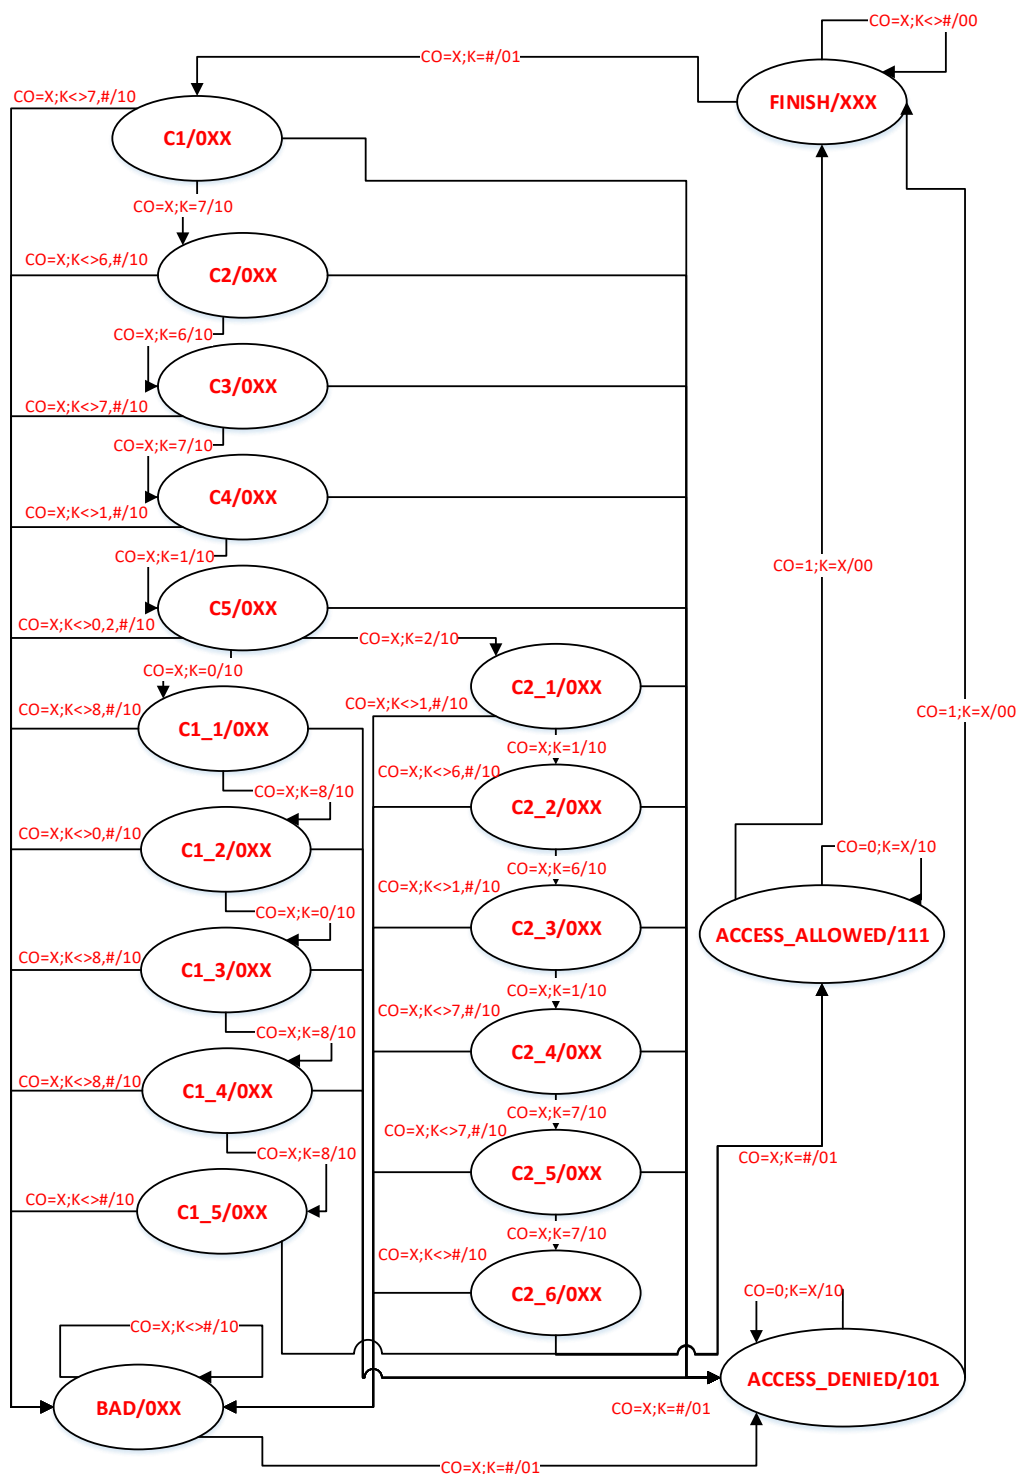 CO=X;K<>#/00
CO=X;K=#/01
CO=X;K<>7,#/10
FINISH/XXX
C1/0XX
CO=X;K=7/10
CO=X;K<>6,#/10
C2/0XX
CO=X;K=6/10
C3/0XX
CO=X;K<>7,#/10
CO=X;K=7/10
C4/0XX
CO=X;K<>1,#/10
CO=X;K=1/10
CO=1;K=X/00
C5/0XX
CO=X;K<>0,2,#/10
CO=X;K=2/10
CO=X;K=0/10
C2_1/0XX
CO=X;K<>8,#/10
CO=X;K<>1,#/10
CO=1;K=X/00
C1_1/0XX
CO=X;K=1/10
CO=X;K<>6,#/10
CO=X;K=8/10
C2_2/0XX
CO=X;K<>0,#/10
C1_2/0XX
CO=0;K=X/10
CO=X;K=6/10
CO=X;K<>1,#/10
CO=X;K=0/10
C2_3/0XX
ACCESS_ALLOWED/111
CO=X;K<>8,#/10
C1_3/0XX
CO=X;K=1/10
CO=X;K<>7,#/10
CO=X;K=8/10
C2_4/0XX
CO=X;K<>8,#/10
C1_4/0XX
CO=X;K=7/10
CO=X;K<>7,#/10
CO=X;K=8/10
CO=X;K=#/01
C2_5/0XX
CO=X;K<>#/10
C1_5/0XX
CO=X;K=7/10
CO=X;K<>#/10
C2_6/0XX
CO=0;K=X/10
CO=X;K<>#/10
ACCESS_DENIED/101
BAD/0XX
CO=X;K=#/01
CO=X;K=#/01